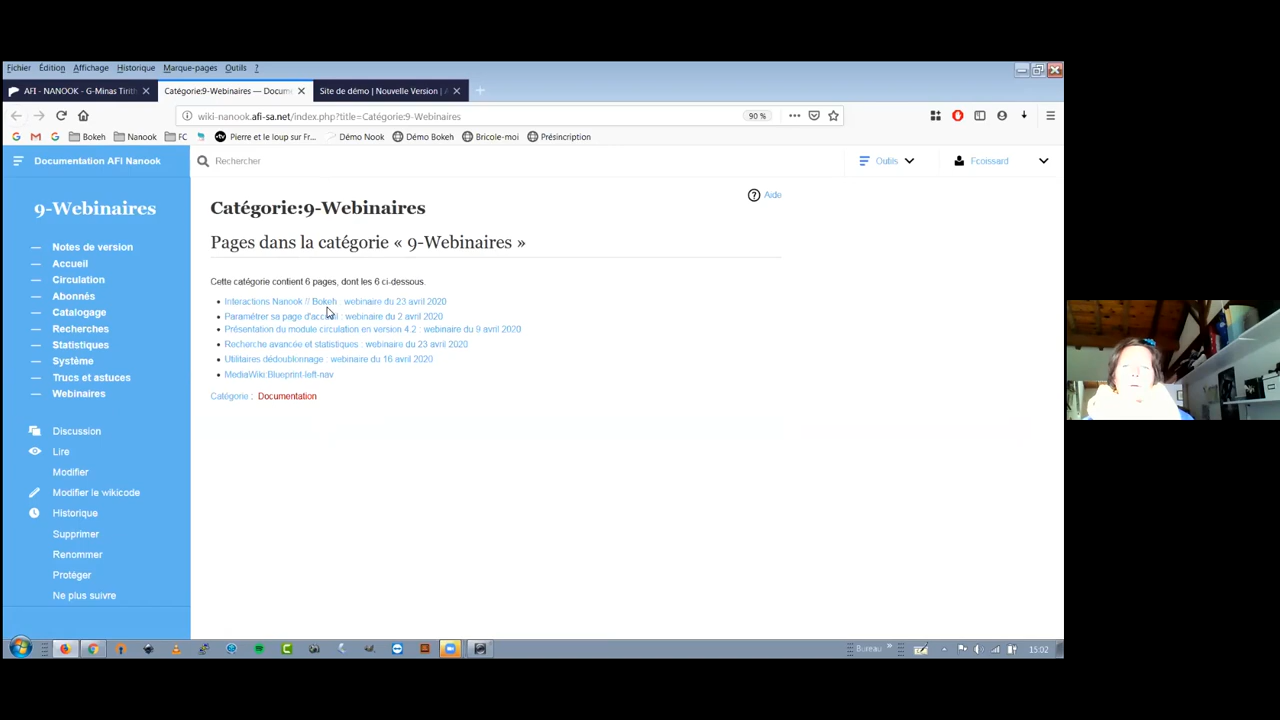 Fichier Édition Affichage Historique Marque-pages Outils ?
AFI - NANOOK - G-Minas Tirith
Catégorie:9-Webinaires — Docume
Site de démo | Nouvelle Version | A
wiki-nanook.afi-sa.net/index.php?title=Catégorie:9-Webinaires
90 %
Bokeh Nanook FC Pierre et le loup sur Fr... Démo Nook Démo Bokeh Bricole-moi Présincription
Documentation AFI Nanook
Rechercher
Outils
Fcoissard
9-Webinaires
Notes de version
Accueil
Circulation
Abonnés
Catalogage
Recherches
Statistiques
Système
Trucs et astuces
Webinaires
Discussion
Lire
Modifier
Modifier le wikicode
Historique
Supprimer
Renommer
Protéger
Ne plus suivre
Aide
Catégorie:9-Webinaires
Pages dans la catégorie « 9-Webinaires »
Cette catégorie contient 6 pages, dont les 6 ci-dessous.
Interactions Nanook // Bokeh : webinaire du 23 avril 2020
Paramétrer sa page d'accueil : webinaire du 2 avril 2020
Présentation du module circulation en version 4.2 : webinaire du 9 avril 2020
Recherche avancée et statistiques : webinaire du 23 avril 2020
Utilitaires dédoublonnage : webinaire du 16 avril 2020
MediaWiki:Blueprint-left-nav
Catégorie : Documentation
Bureau »
15:02